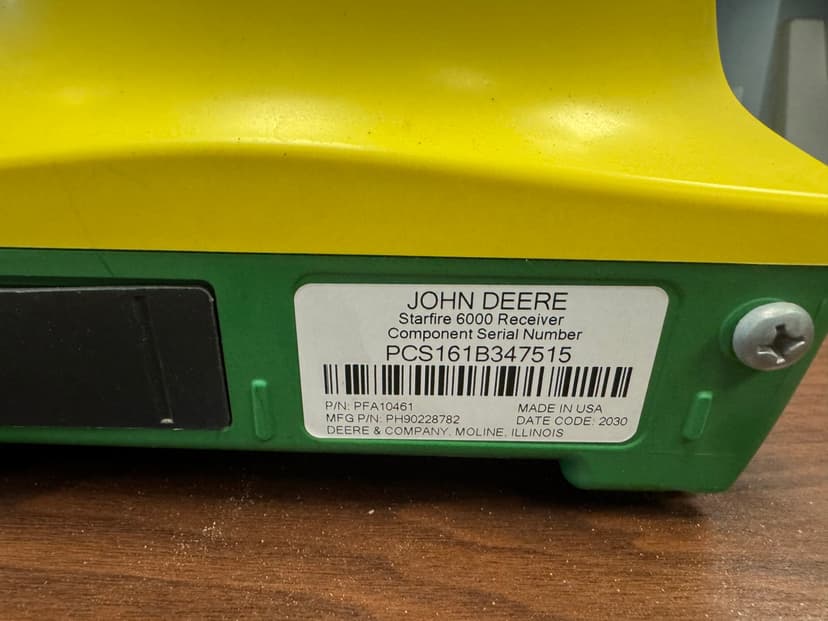 JOHN DEERE
Starfire 6000 Receiver
Component Serial Number
PCS161B347515
P/N: PFA10461
MADE IN USA
MFG P/N: PH90228782
DATE CODE: 2030
DEERE & COMPANY, MOLINE, ILLINOIS